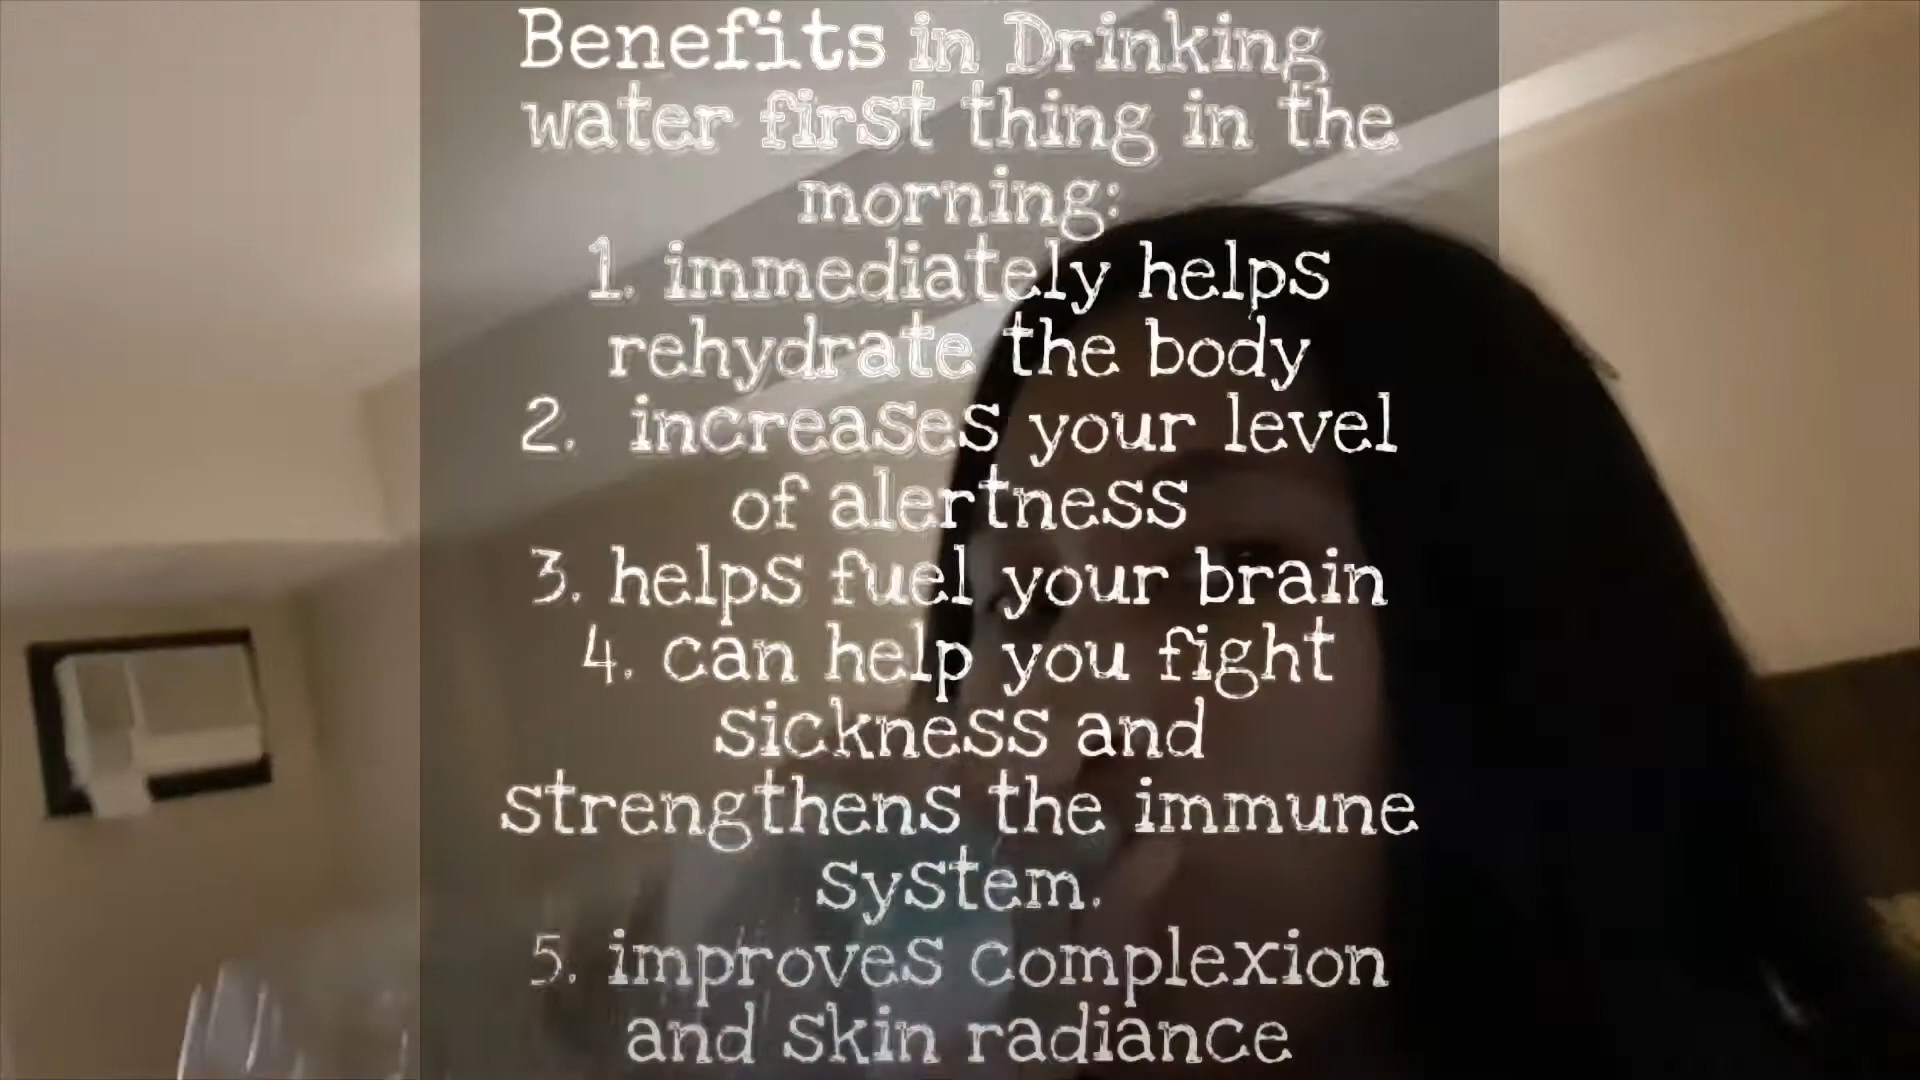 Benefits in Drinking
water first thing in the
morning:
1. immediately helps
rehydrate the body
2. increases your level
of alertness
3. helps fuel your brain
4. can help you fight
sickness and
strengthens the immune
system.
5. improves complexion
and skin radiance